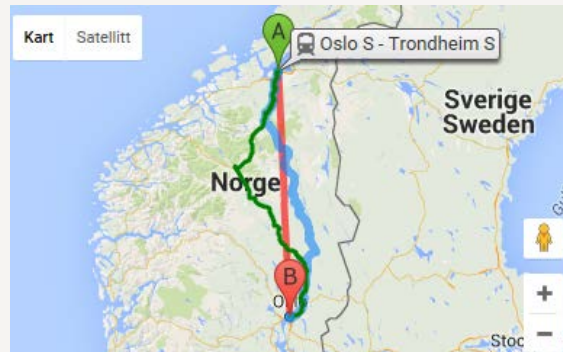 Kart Satellitt
A
Oslo S - Trondheim S
Sverige
Sweden
Norge
B
+
−